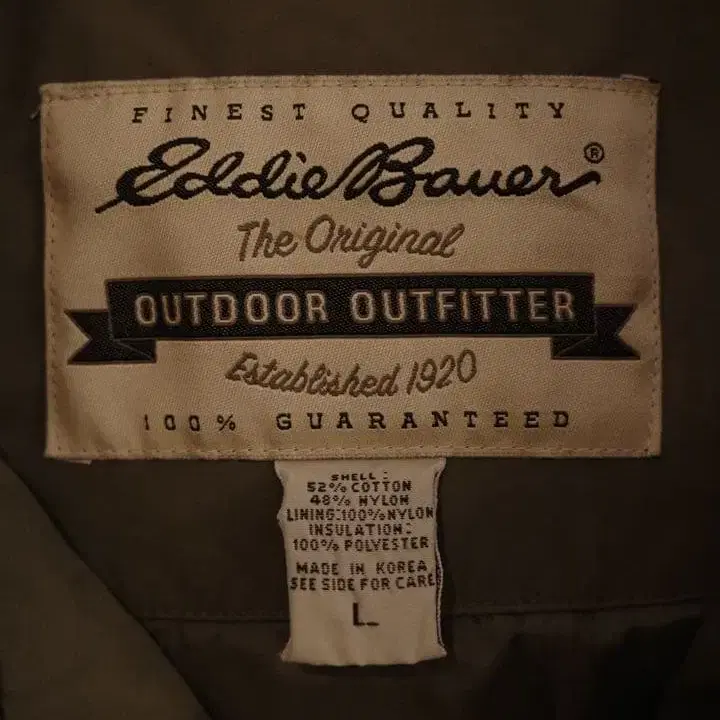 FINEST QUALITY
Eddie Bauer®
The Original
OUTDOOR OUTFITTER
Established 1920
100% GUARANTEED
SHELL:
52% COTTON
48% NYLON
LINING:100%NYLON
INSULATION:
100% POLYESTER
MADE IN KOREA
SEE SIDE FOR CARE
L